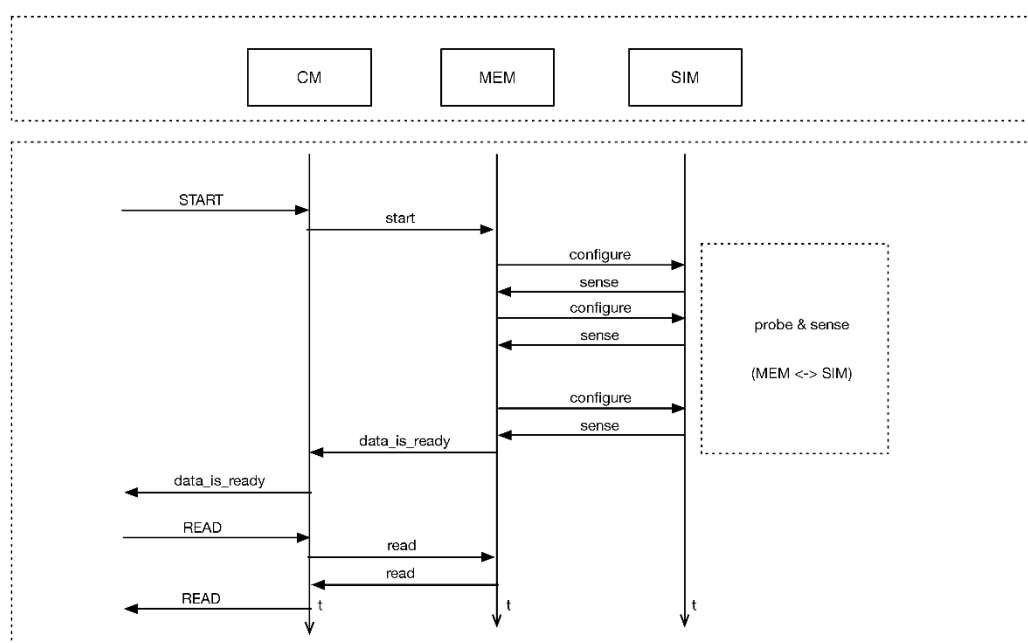 CM
MEM
SIM
START
start
configure
sense
configure
sense
probe & sense
(MEM <-> SIM)
configure
sense
data_is_ready
data_is_ready
READ
read
read
READ
t
t
t